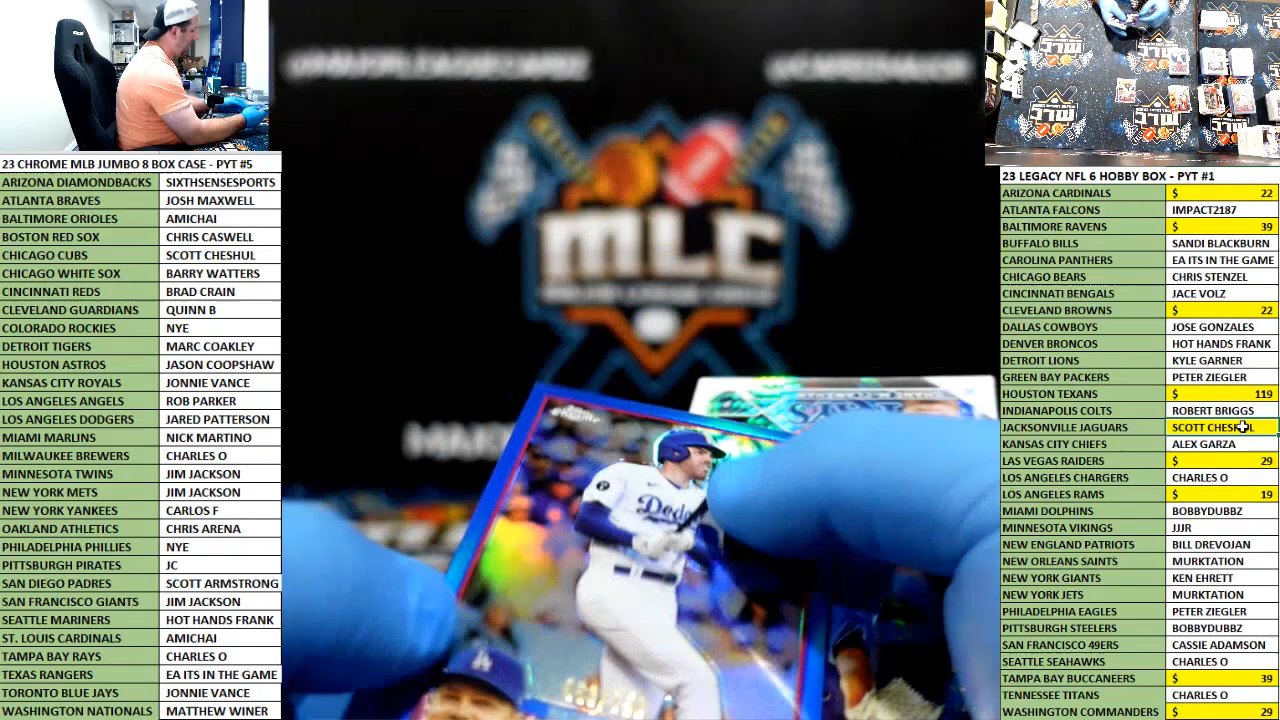 23 CHROME MLB JUMBO 8 BOX CASE - PYT #5
ARIZONA DIAMONDBACKS SIXTHSENSESPORTS
ATLANTA BRAVES JOSH MAXWELL
BALTIMORE ORIOLES AMICHAI
BOSTON RED SOX CHRIS CASWELL
CHICAGO CUBS SCOTT CHESHUL
CHICAGO WHITE SOX BARRY WATTERS
CINCINNATI REDS BRAD CRAIN
CLEVELAND GUARDIANS QUINN B
COLORADO ROCKIES NYE
DETROIT TIGERS MARC COAKLEY
HOUSTON ASTROS JASON COOPSHAW
KANSAS CITY ROYALS JONNIE VANCE
LOS ANGELES ANGELS ROB PARKER
LOS ANGELES DODGERS JARED PATTERSON
MIAMI MARLINS NICK MARTINO
MILWAUKEE BREWERS CHARLES O
MINNESOTA TWINS JIM JACKSON
NEW YORK METS JIM JACKSON
NEW YORK YANKEES CARLOS F
OAKLAND ATHLETICS CHRIS ARENA
PHILADELPHIA PHILLIES NYE
PITTSBURGH PIRATES JC
SAN DIEGO PADRES SCOTT ARMSTRONG
SAN FRANCISCO GIANTS JIM JACKSON
SEATTLE MARINERS HOT HANDS FRANK
ST. LOUIS CARDINALS AMICHAI
TAMPA BAY RAYS CHARLES O
TEXAS RANGERS EA ITS IN THE GAME
TORONTO BLUE JAYS JONNIE VANCE
WASHINGTON NATIONALS MATTHEW WINER
MLC
Chrome
Dodg
23 LEGACY NFL 6 HOBBY BOX - PYT #1
ARIZONA CARDINALS $ 22
ATLANTA FALCONS IMPACT2187
BALTIMORE RAVENS $ 39
BUFFALO BILLS SANDI BLACKBURN
CAROLINA PANTHERS EA ITS IN THE GAME
CHICAGO BEARS CHRIS STENZEL
CINCINNATI BENGALS JACE VOLZ
CLEVELAND BROWNS $ 22
DALLAS COWBOYS JOSE GONZALES
DENVER BRONCOS HOT HANDS FRANK
DETROIT LIONS KYLE GARNER
GREEN BAY PACKERS PETER ZIEGLER
HOUSTON TEXANS $ 119
INDIANAPOLIS COLTS ROBERT BRIGGS
JACKSONVILLE JAGUARS SCOTT CHESHUL
KANSAS CITY CHIEFS ALEX GARZA
LAS VEGAS RAIDERS $ 29
LOS ANGELES CHARGERS CHARLES O
LOS ANGELES RAMS $ 19
MIAMI DOLPHINS BOBBYDUBBZ
MINNESOTA VIKINGS JJJR
NEW ENGLAND PATRIOTS BILL DREVOJAN
NEW ORLEANS SAINTS MURKTATION
NEW YORK GIANTS KEN EHRETT
NEW YORK JETS MURKTATION
PHILADELPHIA EAGLES PETER ZIEGLER
PITTSBURGH STEELERS BOBBYDUBBZ
SAN FRANCISCO 49ERS CASSIE ADAMSON
SEATTLE SEAHAWKS CHARLES O
TAMPA BAY BUCCANEERS $ 39
TENNESSEE TITANS CHARLES O
WASHINGTON COMMANDERS $ 29